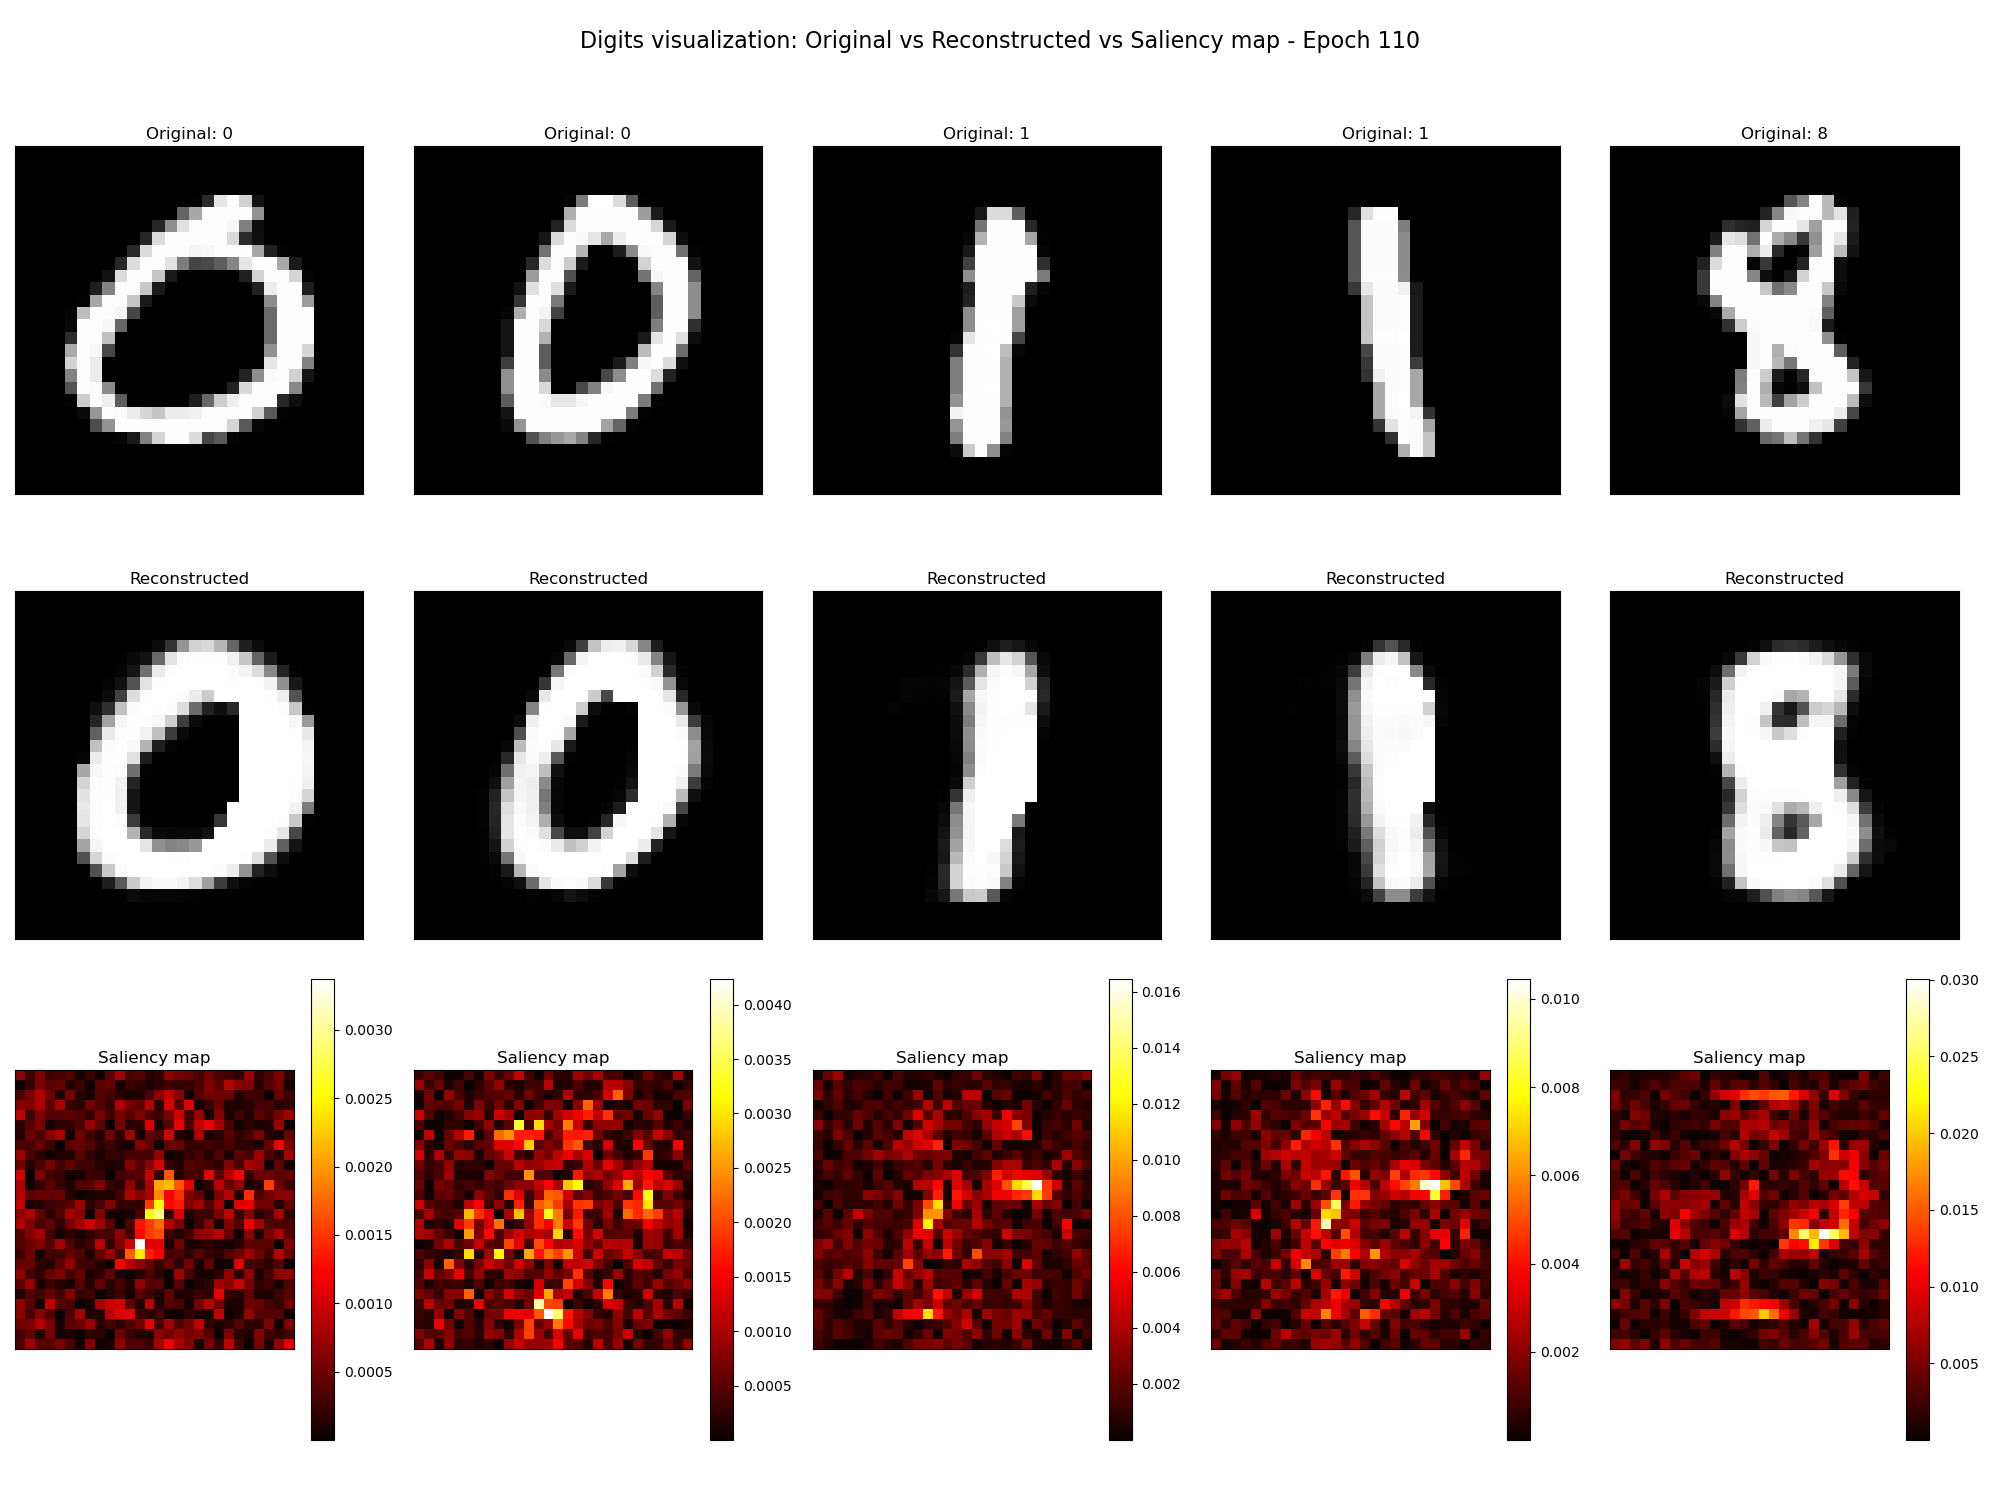 Digits visualization: Original vs Reconstructed vs Saliency map - Epoch 110
Original: 0
Original: 0
Original: 1
Original: 1
Original: 8
Reconstructed
Reconstructed
Reconstructed
Reconstructed
Reconstructed
Saliency map
0.0030
0.0025
0.0020
0.0015
0.0010
0.0005
Saliency map
0.0040
0.0035
0.0030
0.0025
0.0020
0.0015
0.0010
0.0005
Saliency map
0.016
0.014
0.012
0.010
0.008
0.006
0.004
0.002
Saliency map
0.010
0.008
0.006
0.004
0.002
Saliency map
0.030
0.025
0.020
0.015
0.010
0.005